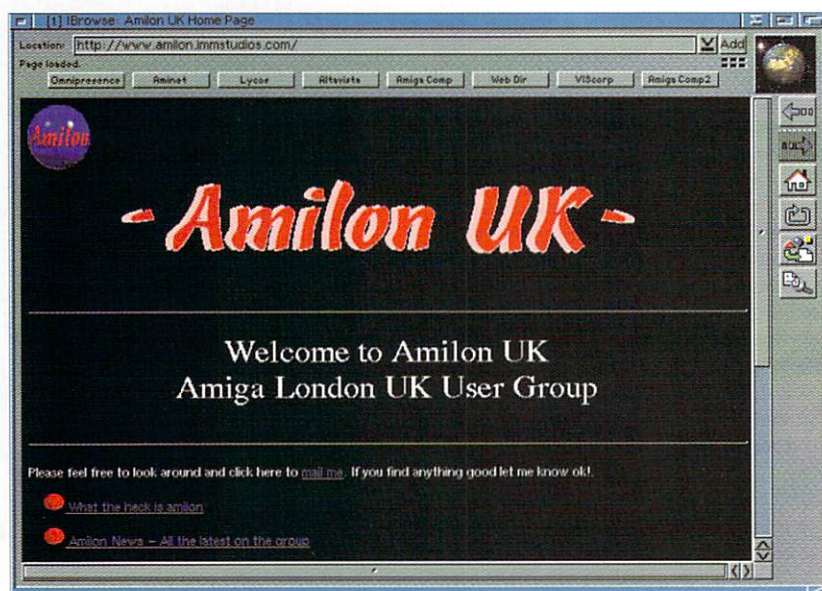 [1] IBrowse: Amilon UK Home Page
Location: http://www.amilon.immstudios.com/ Add
Page loaded.
Omnipresence Aminet Lycos Altavista Amiga Comp Web Dir VIScorp Amiga Comp2
Amilon
- Amilon UK -
Welcome to Amilon UK
Amiga London UK User Group
Please feel free to look around and click here to mail me. If you find anything good let me know ok!.
What the heck is amilon
Amilon News – All the latest on the group